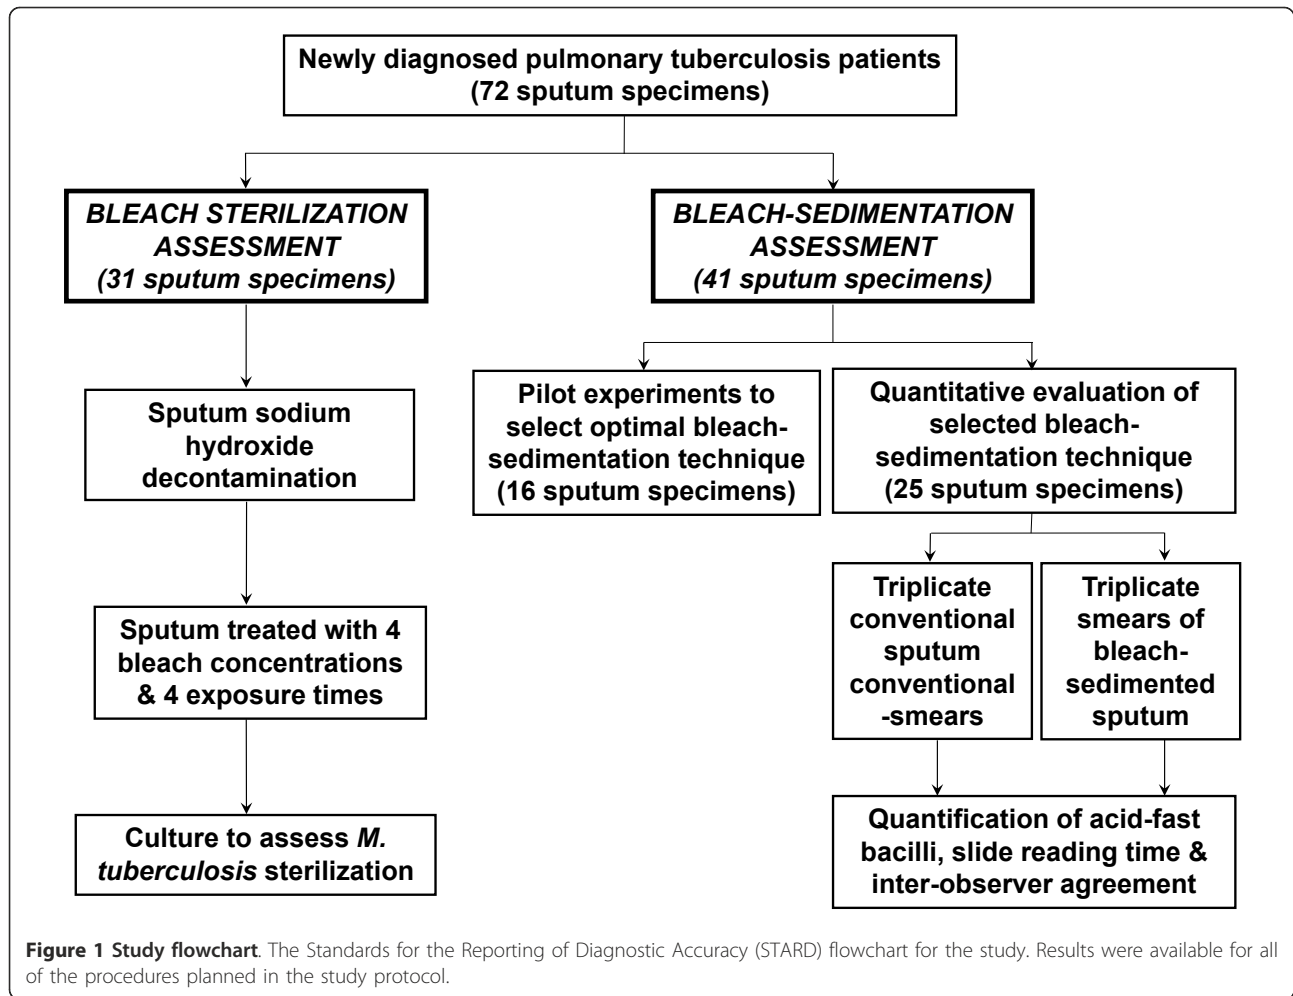 Newly diagnosed pulmonary tuberculosis patients
(72 sputum specimens)
BLEACH STERILIZATION
ASSESSMENT
(31 sputum specimens)
BLEACH-SEDIMENTATION
ASSESSMENT
(41 sputum specimens)
Sputum sodium
hydroxide
decontamination
Pilot experiments to
select optimal bleach-
sedimentation technique
(16 sputum specimens)
Quantitative evaluation of
selected bleach-
sedimentation technique
(25 sputum specimens)
Sputum treated with 4
bleach concentrations
& 4 exposure times
Triplicate
conventional
sputum
conventional
-smears
Triplicate
smears of
bleach-
sedimented
sputum
Culture to assess M.
tuberculosis sterilization
Quantification of acid-fast
bacilli, slide reading time &
inter-observer agreement
Figure 1 Study flowchart. The Standards for the Reporting of Diagnostic Accuracy (STARD) flowchart for the study. Results were available for all
of the procedures planned in the study protocol.